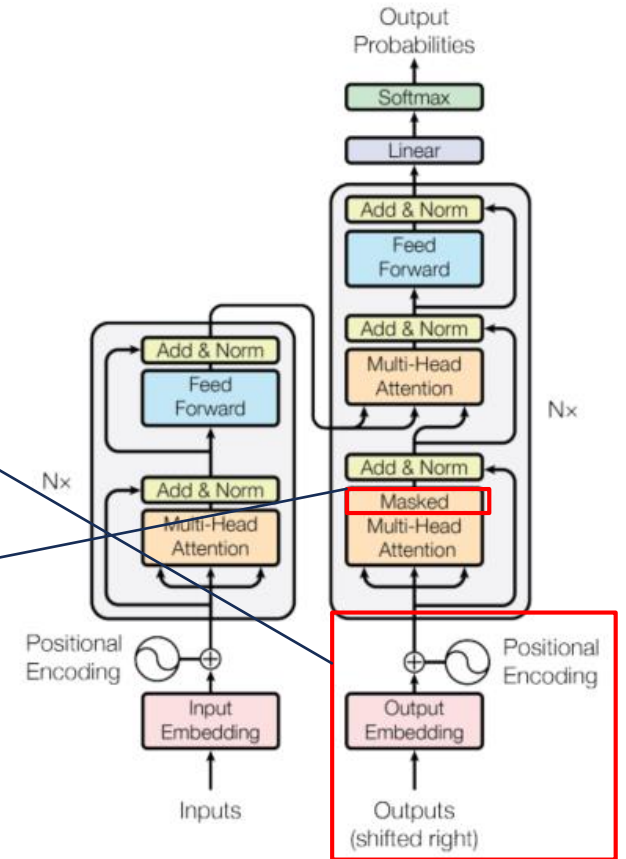 Output
Probabilities
Softmax
Linear
Add & Norm
Feed
Forward
Add & Norm
Multi-Head
Attention
Nx
Add & Norm
Masked
Multi-Head
Attention
Positional
Encoding
Output
Embedding
Outputs
(shifted right)
Add & Norm
Feed
Forward
Nx
Add & Norm
Multi-Head
Attention
Positional
Encoding
Input
Embedding
Inputs